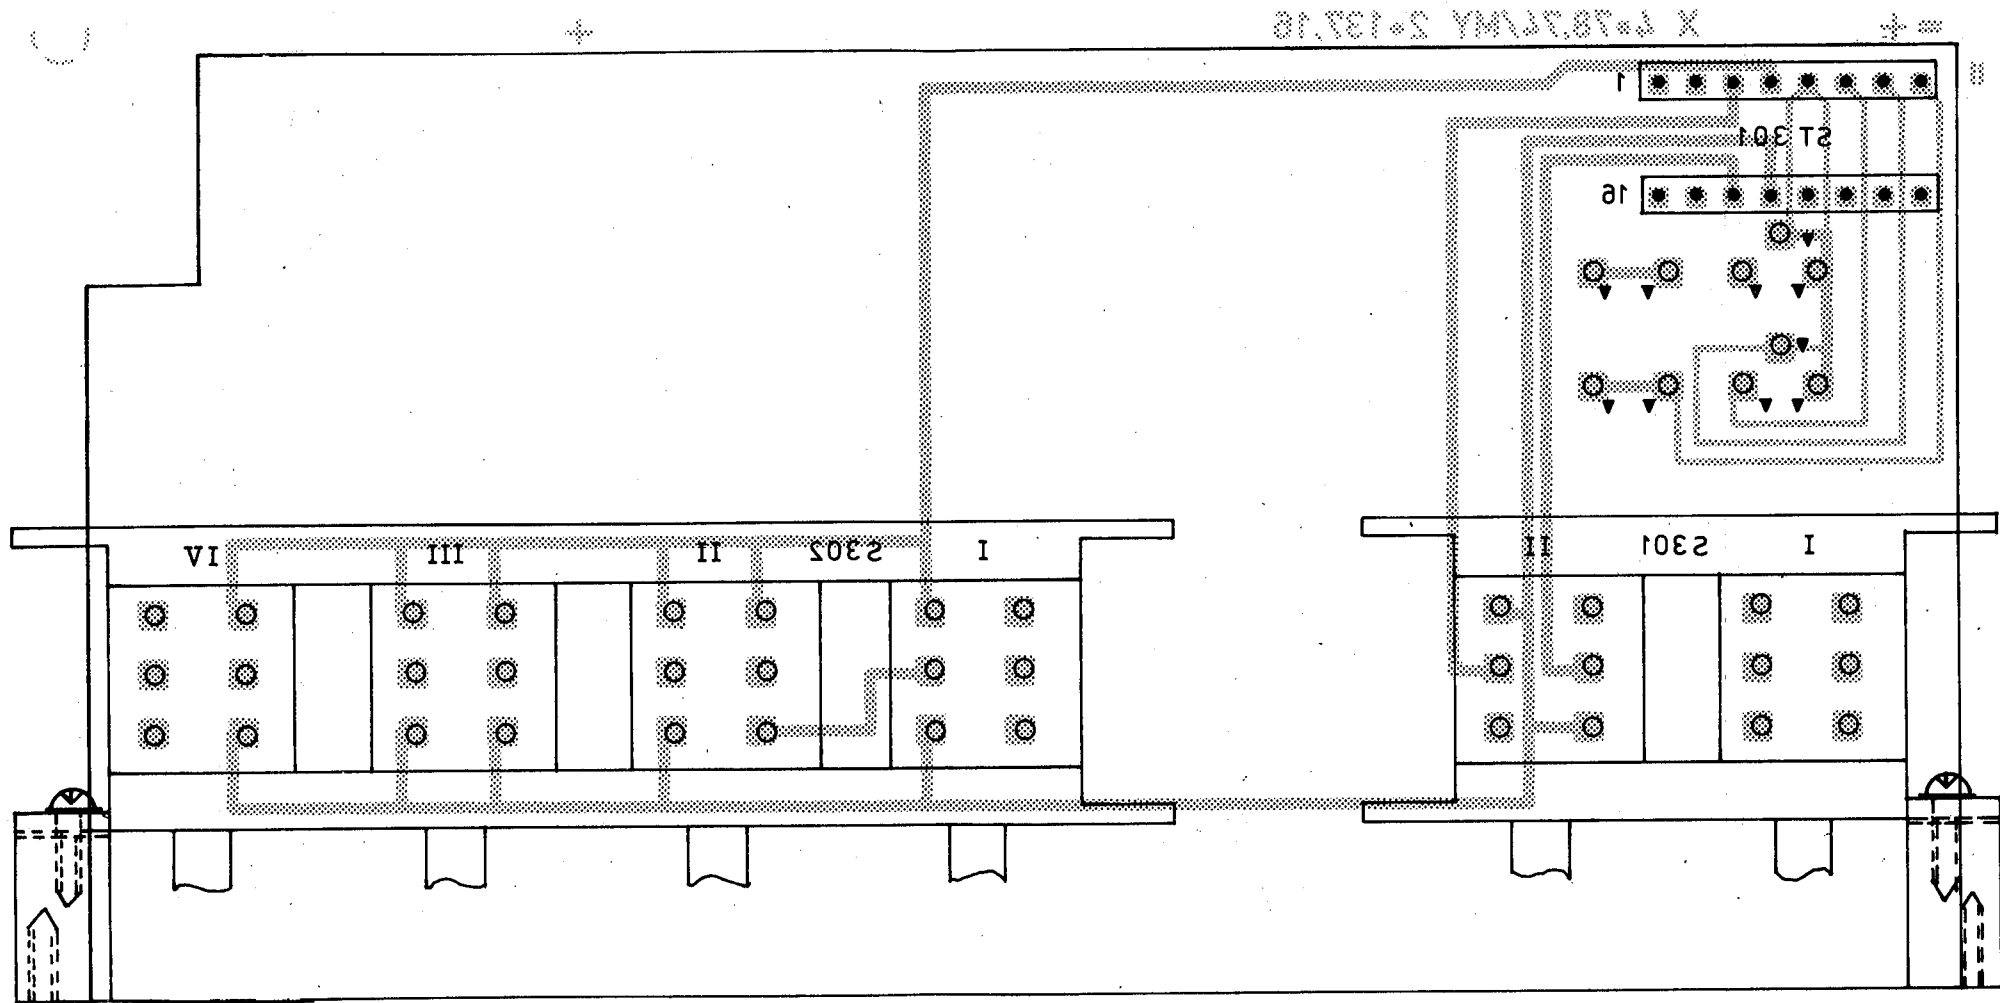 X 4•78,74/MY 2•137,16
1
ST 301
16
IV III II S302 I
II S301 I